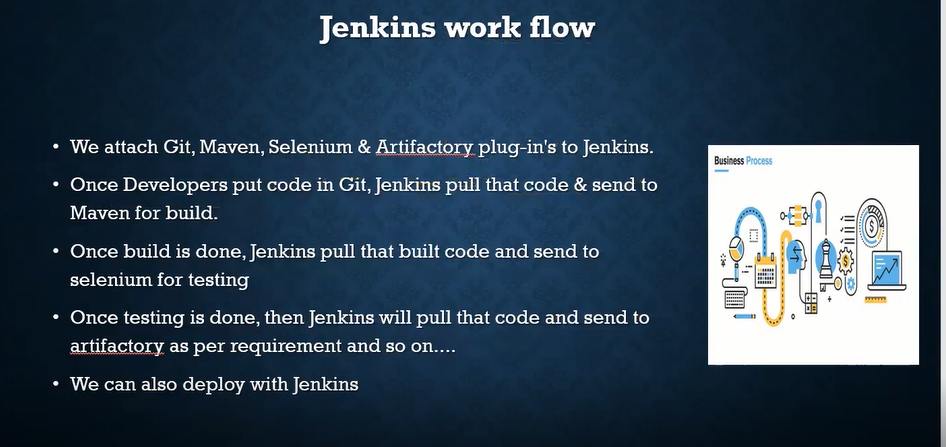 Jenkins work flow
• We attach Git, Maven, Selenium & Artifactory plug-in's to Jenkins.
• Once Developers put code in Git, Jenkins pull that code & send to
Maven for build.
• Once build is done, Jenkins pull that built code and send to
selenium for testing
• Once testing is done, then Jenkins will pull that code and send to
artifactory as per requirement and so on....
• We can also deploy with Jenkins
Business Process